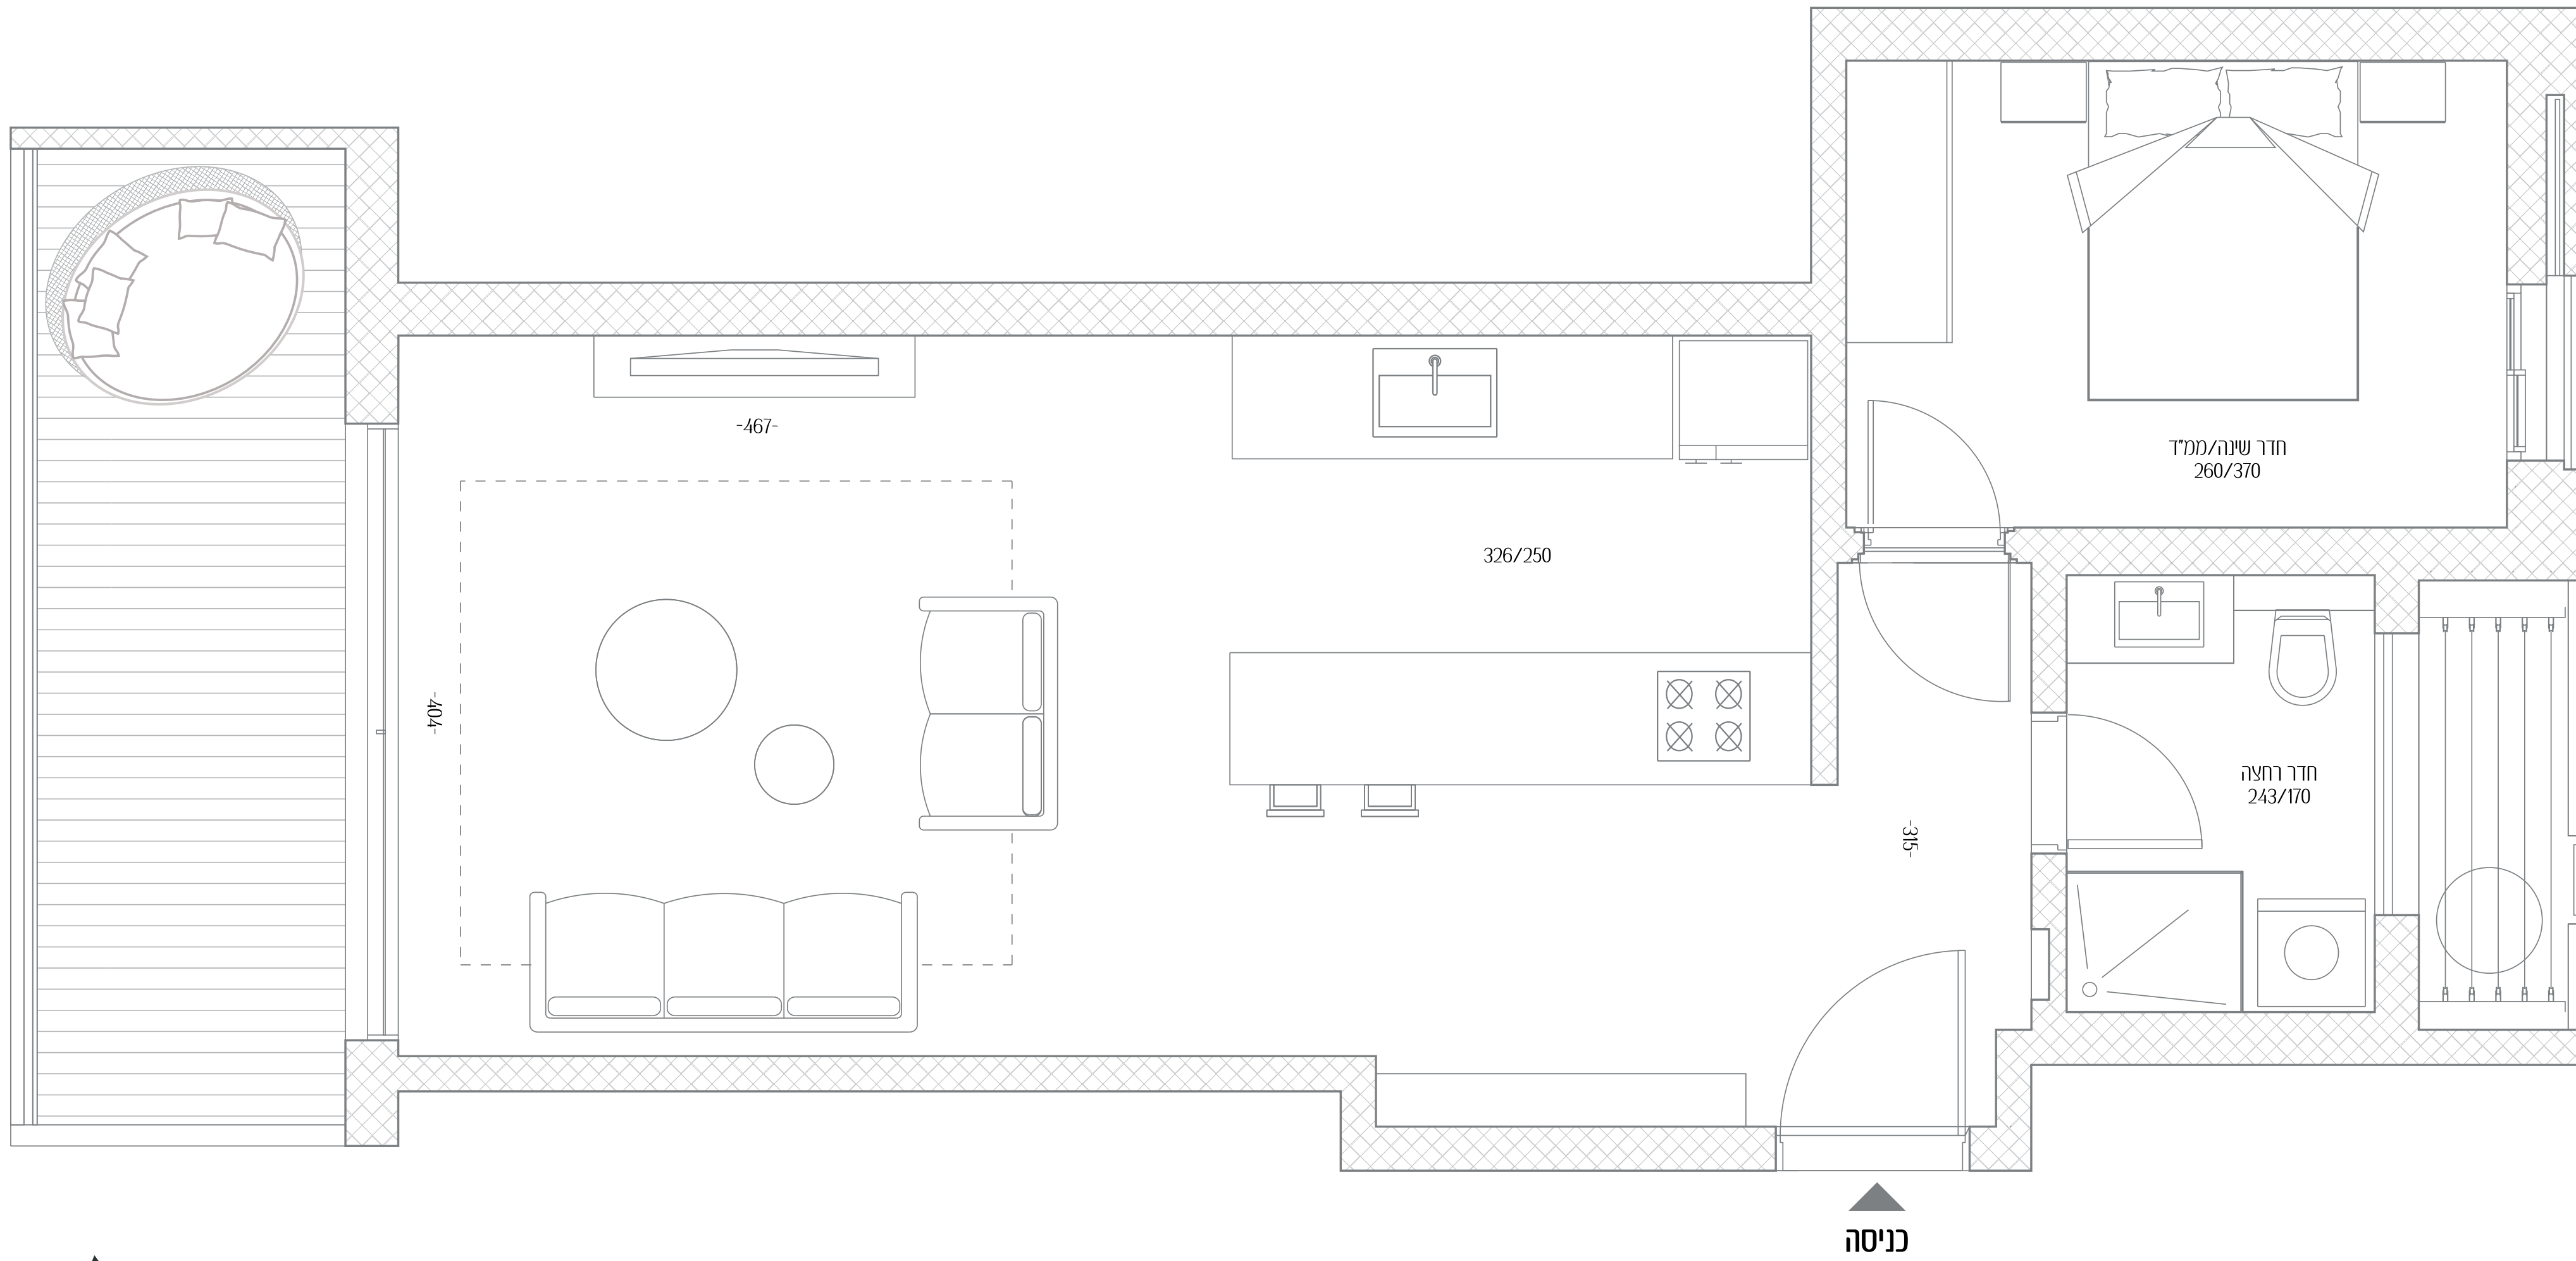 חדר שינה/ממ"ד
260/370
-467-
326/250
-404-
חדר רחצה
243/170
-315-
כניסה